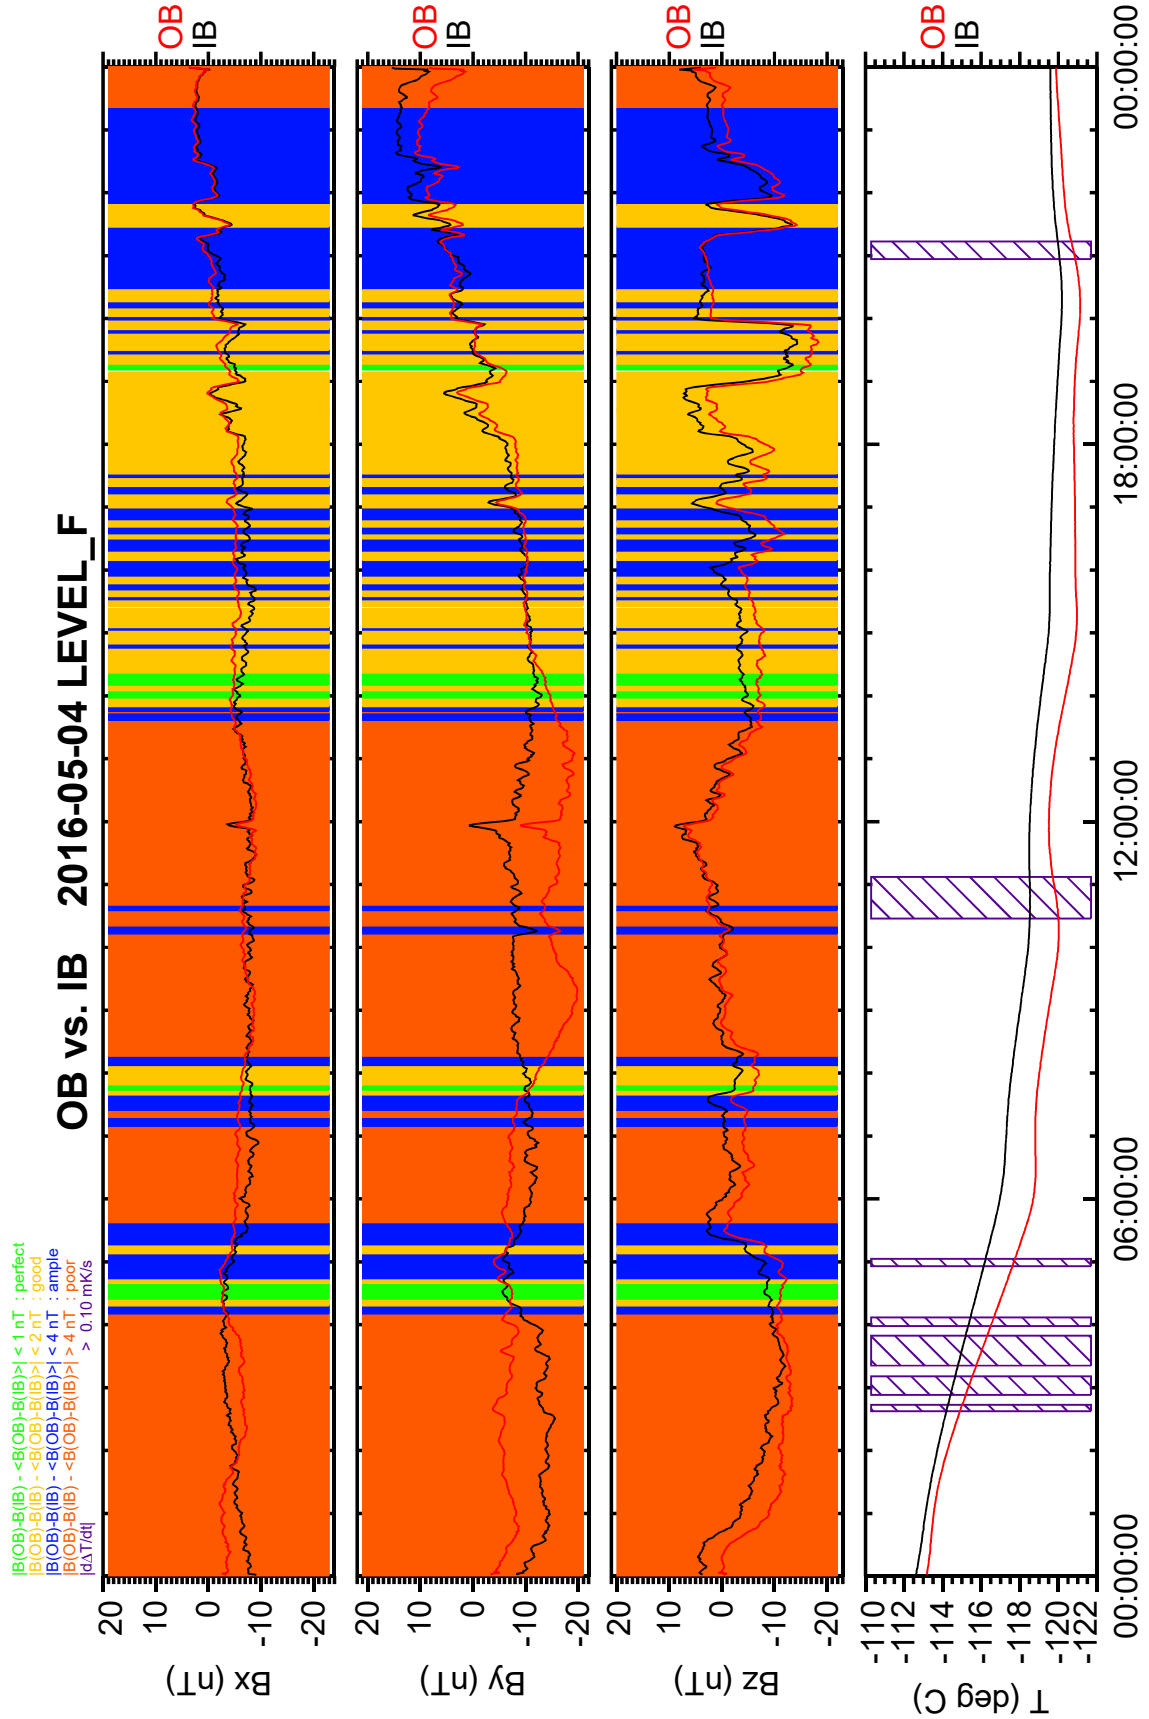 OB vs. IB 2016-05-04 LEVEL_F
|B(OB)-B(IB) - <B(OB)-B(IB)>| < 1 nT : perfect
|B(OB)-B(IB) - <B(OB)-B(IB)>| < 2 nT : good
|B(OB)-B(IB) - <B(OB)-B(IB)>| < 4 nT : ample
|B(OB)-B(IB) - <B(OB)-B(IB)>| > 4 nT : poor
|dΔT/dt| > 0.10 mK/s
Bx (nT)
20
10
0
-10
-20
OB
IB
By (nT)
20
10
0
-10
-20
OB
IB
Bz (nT)
20
10
0
-10
-20
OB
IB
T (deg C)
-110
-112
-114
-116
-118
-120
-122
OB
IB
00:00:00 06:00:00 12:00:00 18:00:00 00:00:00